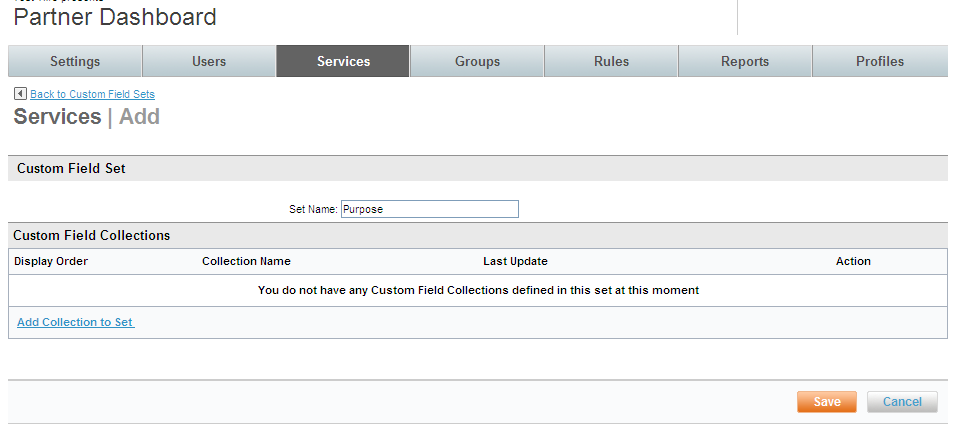 Partner Dashboard
Settings Users Services Groups Rules Reports Profiles
Back to Custom Field Sets
Services | Add
Custom Field Set
Set Name: Purpose
Custom Field Collections
Display Order Collection Name Last Update Action
You do not have any Custom Field Collections defined in this set at this moment
Add Collection to Set
Save Cancel